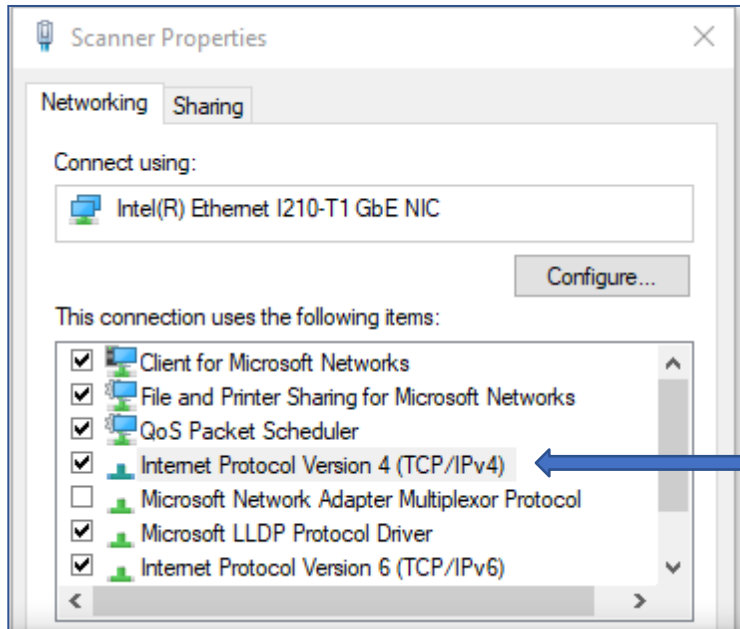 Scanner Properties
Networking
Sharing
Connect using:
Intel(R) Ethernet I210-T1 GbE NIC
Configure...
This connection uses the following items:
Client for Microsoft Networks
File and Printer Sharing for Microsoft Networks
QoS Packet Scheduler
Internet Protocol Version 4 (TCP/IPv4)
Microsoft Network Adapter Multiplexor Protocol
Microsoft LLDP Protocol Driver
Internet Protocol Version 6 (TCP/IPv6)